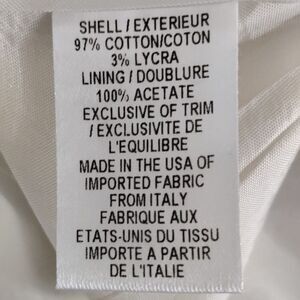 SHELL / EXTERIEUR
97% COTTON/COTON
3% LYCRA
LINING / DOUBLURE
100% ACETATE
EXCLUSIVE OF TRIM
/ EXCLUSIVITE DE
L'EQUILIBRE
MADE IN THE USA OF
IMPORTED FABRIC
FROM ITALY
FABRIQUE AUX
ETATS-UNIS DU TISSU
IMPORTE A PARTIR
DE L'ITALIE